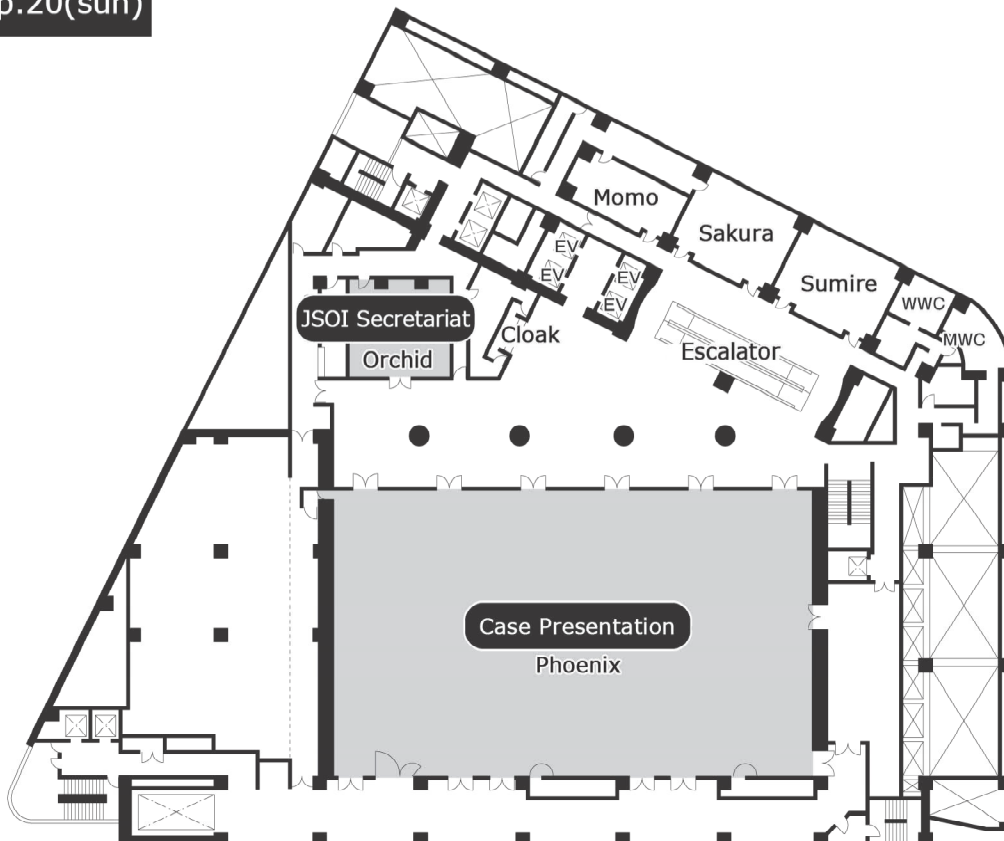 p.20(sun)
Momo
Sakura
Sumire
EV
EV
EV
EV
WWC
MWC
JSOI Secretariat
Orchid
Cloak
Escalator
Case Presentation
Phoenix